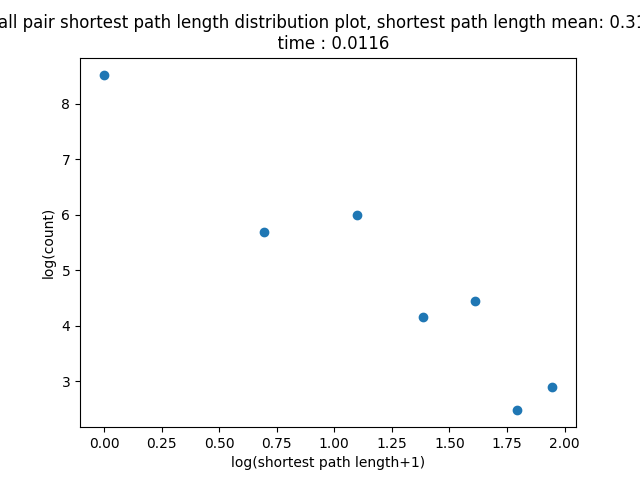 all pair shortest path length distribution plot, shortest path length mean: 0.31
time : 0.0116
8
7
6
5
4
3
log(count)
0.00 0.25 0.50 0.75 1.00 1.25 1.50 1.75 2.00
log(shortest path length+1)